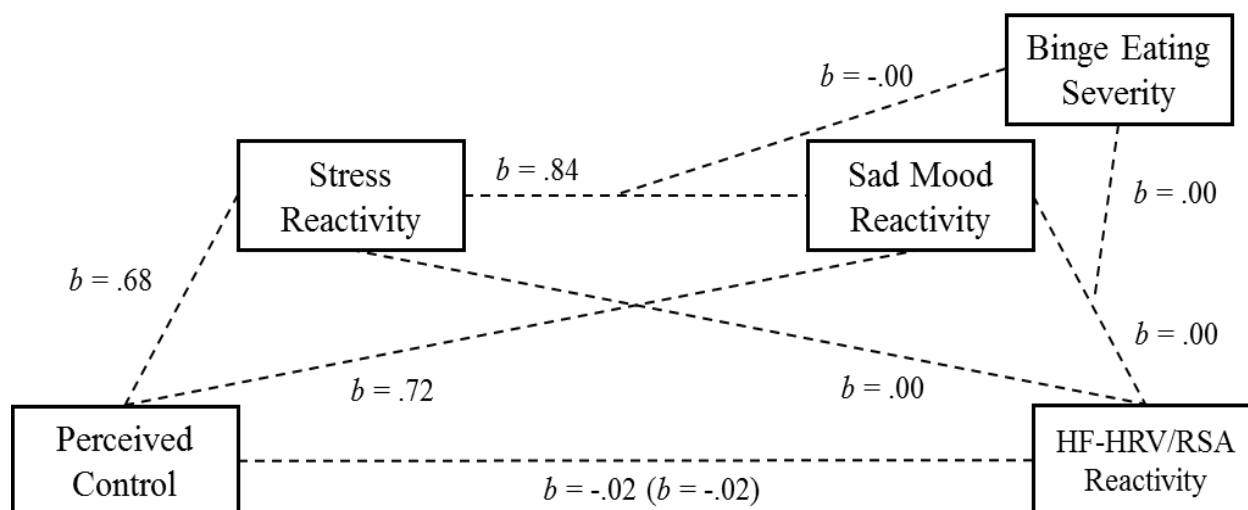 Binge Eating
Severity
b = -.00
Stress
Reactivity
b = .84
Sad Mood
Reactivity
b = .00
b = .68
b = .00
b = .72
b = .00
Perceived
Control
HF-HRV/RSA
Reactivity
b = -.02 (b = -.02)